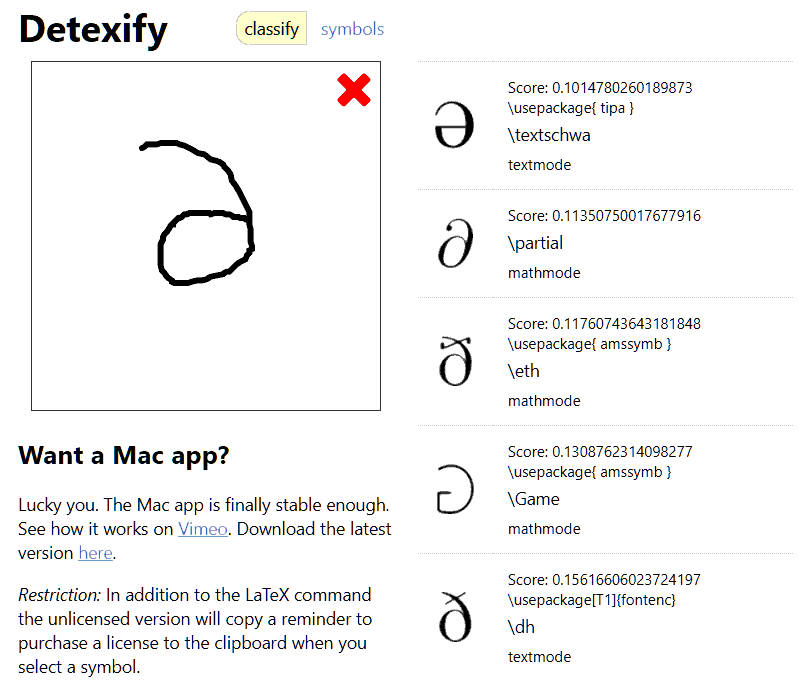 Detexify
classify
symbols
Want a Mac app?
Lucky you. The Mac app is finally stable enough.
See how it works on Vimeo. Download the latest
version here.
Restriction: In addition to the LaTeX command
the unlicensed version will copy a reminder to
purchase a license to the clipboard when you
select a symbol.
ə
Score: 0.1014780260189873
\usepackage{ tipa }
\textschwa
textmode
∂
Score: 0.11350750017677916
\partial
mathmode
ð
Score: 0.11760743643181848
\usepackage{ amssymb }
\eth
mathmode
⅁
Score: 0.1308762314098277
\usepackage{ amssymb }
\Game
mathmode
ð
Score: 0.15616606023724197
\usepackage[T1]{fontenc}
\dh
textmode